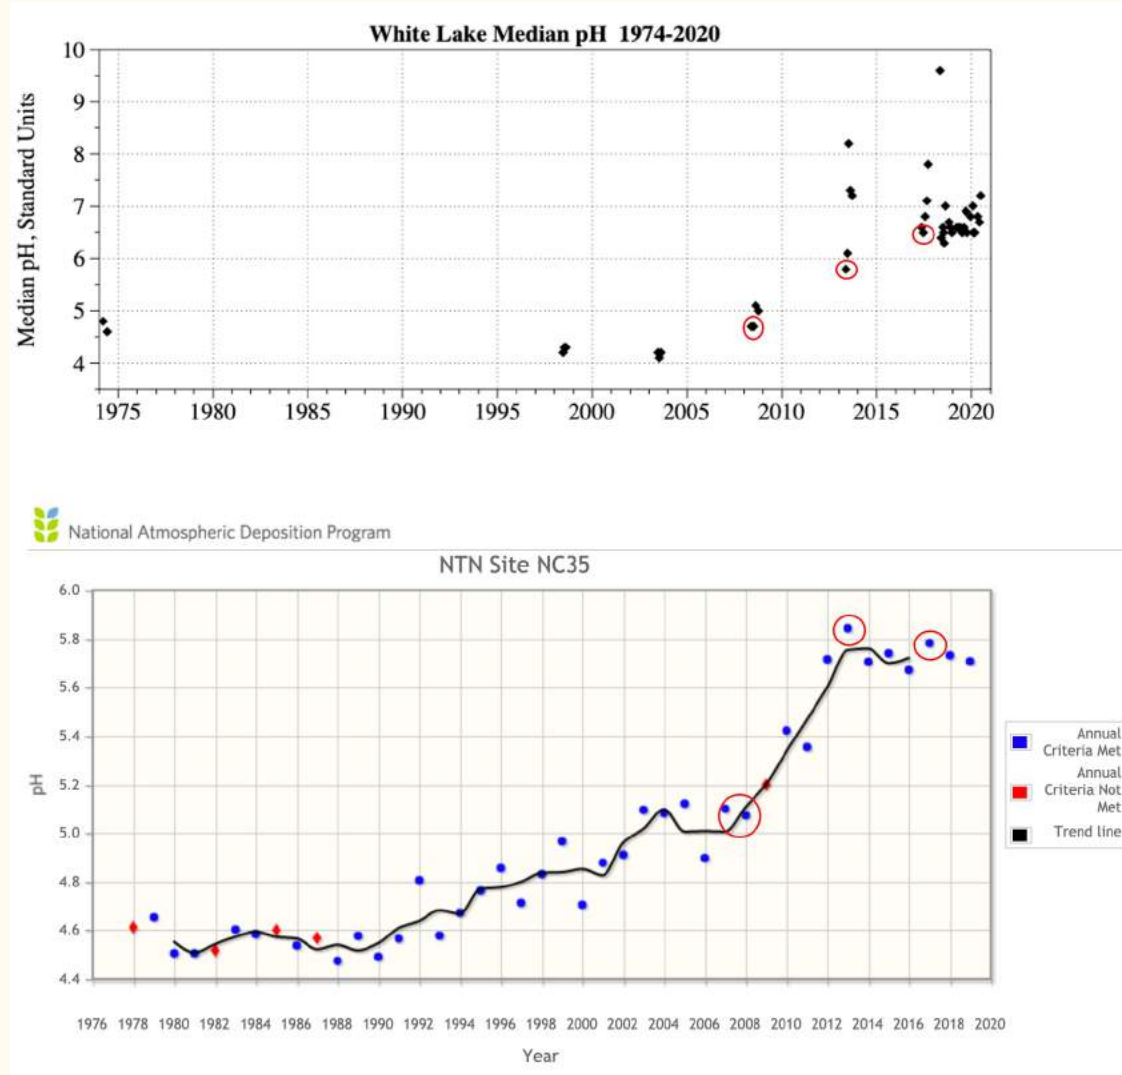 White Lake Median pH 1974-2020
Median pH, Standard Units
10
9
8
7
6
5
4
1975 1980 1985 1990 1995 2000 2005 2010 2015 2020
National Atmospheric Deposition Program
NTN Site NC35
pH
6.0
5.8
5.6
5.4
5.2
5.0
4.8
4.6
4.4
Annual
Criteria Met
Annual
Criteria Not
Met
Trend line
1976 1978 1980 1982 1984 1986 1988 1990 1992 1994 1996 1998 2000 2002 2004 2006 2008 2010 2012 2014 2016 2018 2020
Year